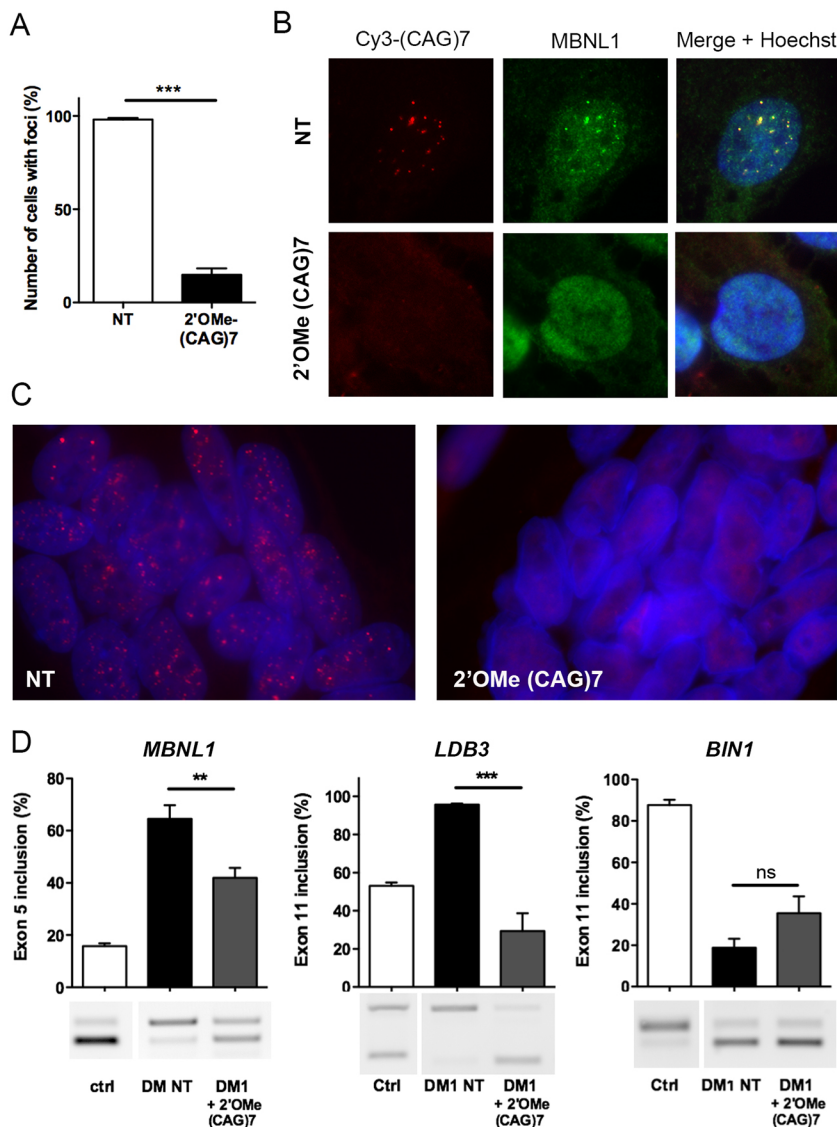 A
Number of cells with foci (%)
100
50
0
***
NT
2'OMe-
(CAG)7
B
Cy3-(CAG)7
MBNL1
Merge + Hoechst
NT
2'OMe (CAG)7
C
NT
2'OMe (CAG)7
D
MBNL1
Exon 5 inclusion (%)
80
60
40
20
0
**
ctrl
DM NT
DM1
+ 2'OMe
(CAG)7
LDB3
Exon 11 inclusion (%)
100
80
60
40
20
0
***
Ctrl
DM1 NT
DM1
+ 2'OMe
(CAG)7
BIN1
Exon 11 inclusion (%)
100
80
60
40
20
0
ns
Ctrl
DM1 NT
DM1
+ 2'OMe
(CAG)7